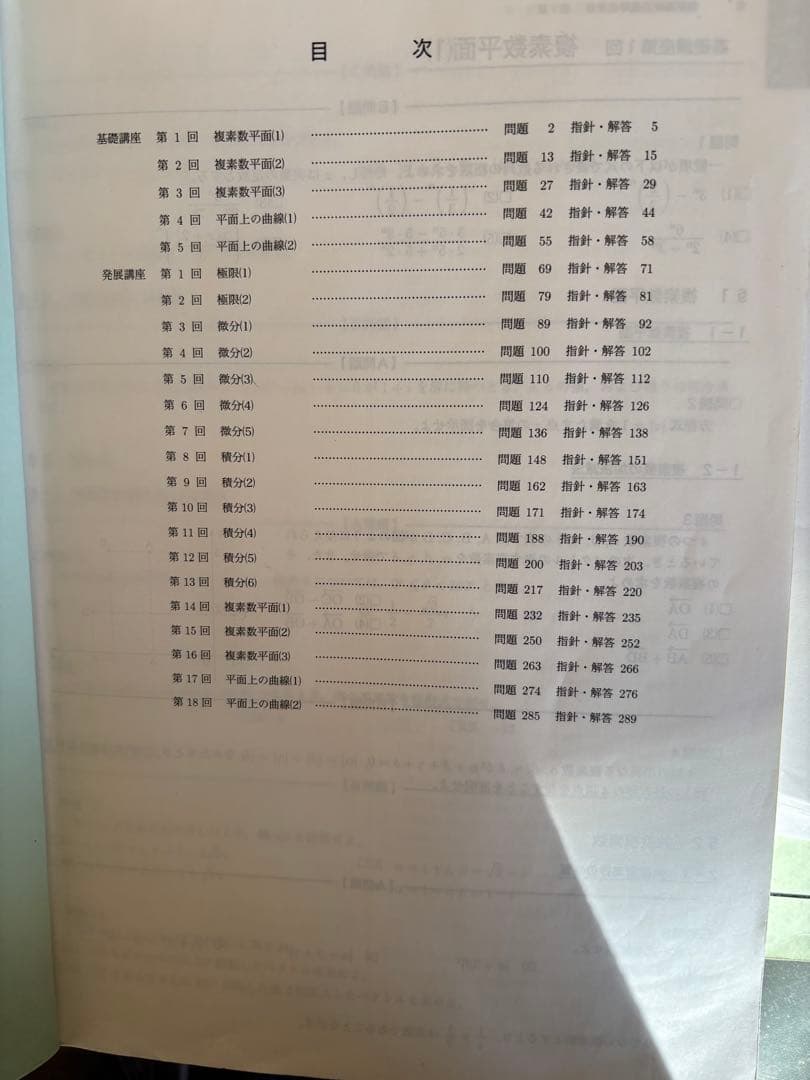 目 次
基礎講座 第 1 回 複素数平面(1) ……………………………… 問題 2 指針・解答 5
第 2 回 複素数平面(2) ……………………………… 問題 13 指針・解答 15
第 3 回 複素数平面(3) ……………………………… 問題 27 指針・解答 29
第 4 回 平面上の曲線(1) ……………………………… 問題 42 指針・解答 44
第 5 回 平面上の曲線(2) ……………………………… 問題 55 指針・解答 58
発展講座 第 1 回 極限(1) ……………………………… 問題 69 指針・解答 71
第 2 回 極限(2) ……………………………… 問題 79 指針・解答 81
第 3 回 微分(1) ……………………………… 問題 89 指針・解答 92
第 4 回 微分(2) ……………………………… 問題 100 指針・解答 102
第 5 回 微分(3) ……………………………… 問題 110 指針・解答 112
第 6 回 微分(4) ……………………………… 問題 124 指針・解答 126
第 7 回 微分(5) ……………………………… 問題 136 指針・解答 138
第 8 回 積分(1) ……………………………… 問題 148 指針・解答 151
第 9 回 積分(2) ……………………………… 問題 162 指針・解答 163
第 10 回 積分(3) ……………………………… 問題 171 指針・解答 174
第 11 回 積分(4) ……………………………… 問題 188 指針・解答 190
第 12 回 積分(5) ……………………………… 問題 200 指針・解答 203
第 13 回 積分(6) ……………………………… 問題 217 指針・解答 220
第 14 回 複素数平面(1) ……………………………… 問題 232 指針・解答 235
第 15 回 複素数平面(2) ……………………………… 問題 250 指針・解答 252
第 16 回 複素数平面(3) ……………………………… 問題 263 指針・解答 266
第 17 回 平面上の曲線(1) ……………………………… 問題 274 指針・解答 276
第 18 回 平面上の曲線(2) ……………………………… 問題 285 指針・解答 289